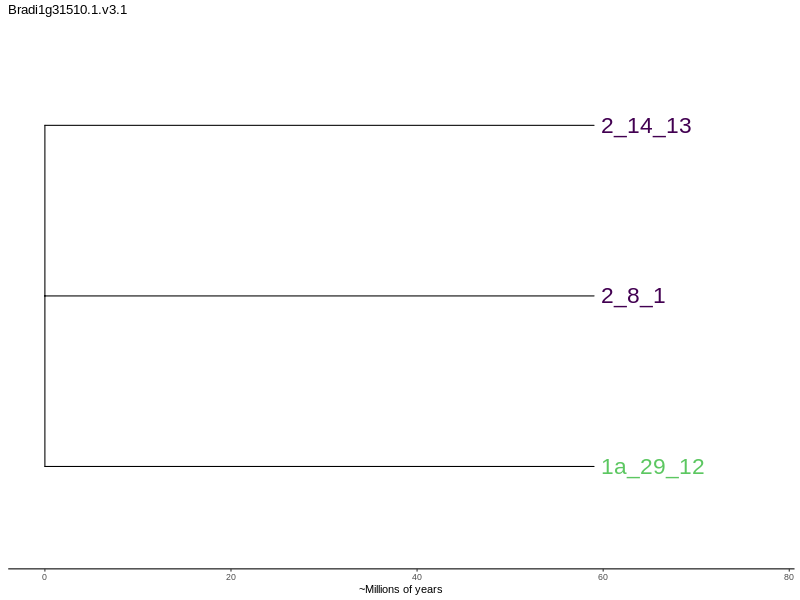 Bradi1g31510.1.v3.1
2_14_13
2_8_1
1a_29_12
0 20 40 60 80
~Millions of years